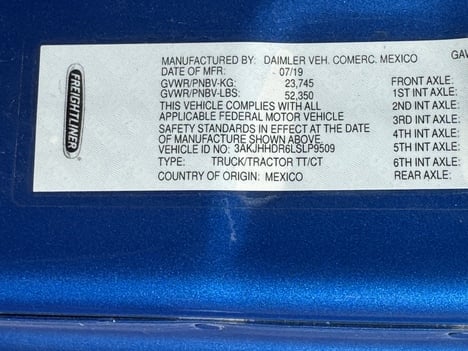 FREIGHTLINER
MANUFACTURED BY: DAIMLER VEH. COMERC. MEXICO GAV
DATE OF MFR. 07/19
GVWR/PNBV-KG: 23,745 FRONT AXLE:
GVWR/PNBV-LBS: 52,350 1ST INT AXLE:
THIS VEHICLE COMPLIES WITH ALL 2ND INT AXLE:
APPLICABLE FEDERAL MOTOR VEHICLE 3RD INT AXLE:
SAFETY STANDARDS IN EFFECT AT THE DATE 4TH INT AXLE:
OF MANUFACTURE SHOWN ABOVE
VEHICLE ID NO: 3AKJHHDR6LSLP9509 5TH INT AXLE:
TYPE: TRUCK/TRACTOR TT/CT 6TH INT AXLE:
COUNTRY OF ORIGIN: MEXICO REAR AXLE: